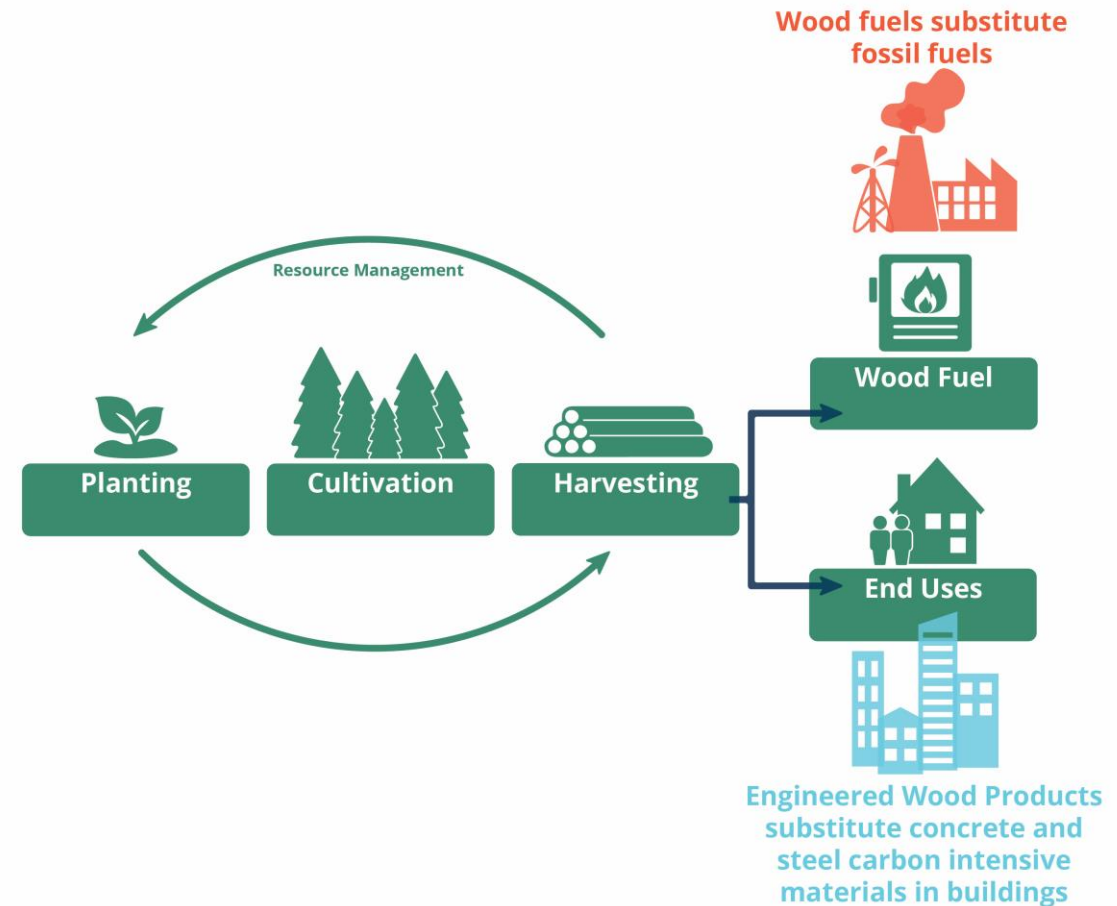 Wood fuels substitute
fossil fuels
Resource Management
Wood Fuel
Planting
Cultivation
Harvesting
End Uses
Engineered Wood Products
substitute concrete and
steel carbon intensive
materials in buildings